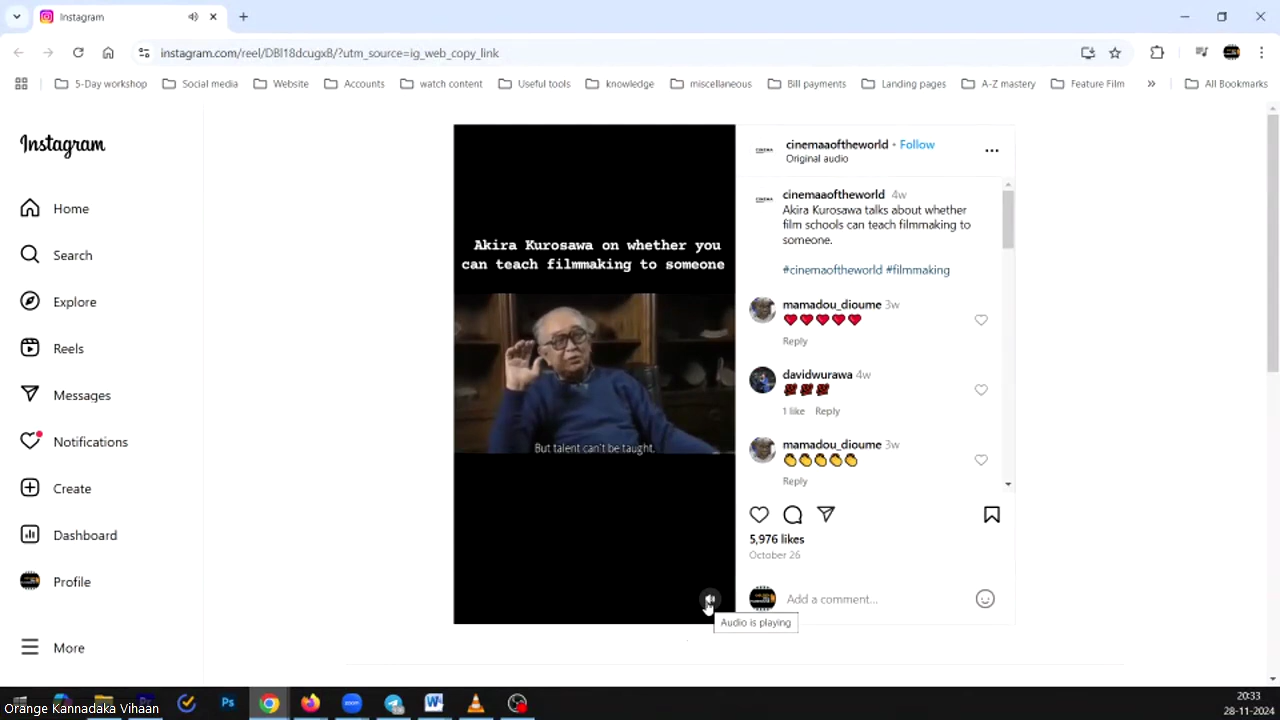 Instagram
instagram.com/reel/DBl18dcugxB/?utm_source=ig_web_copy_link
5-Day workshop
Social media
Website
Accounts
watch content
Useful tools
knowledge
miscellaneous
Bill payments
Landing pages
A-Z mastery
Feature Film
»
All Bookmarks
Instagram
Home
Search
Explore
Reels
Messages
Notifications
Create
Dashboard
Profile
More
Akira Kurosawa on whether you
can teach filmmaking to someone
But talent can't be taught.
Audio is playing
cinemaaoftheworld • Follow
Original audio
cinemaaoftheworld 4w
Akira Kurosawa talks about whether
film schools can teach filmmaking to
someone.
#cinemaoftheworld #filmmaking
mamadou_dioume 3w
Reply
davidwurawa 4w
1 like Reply
mamadou_dioume 3w
Reply
5,976 likes
October 26
Add a comment...
Orange Kannadaka Vihaan
20:33
28-11-2024